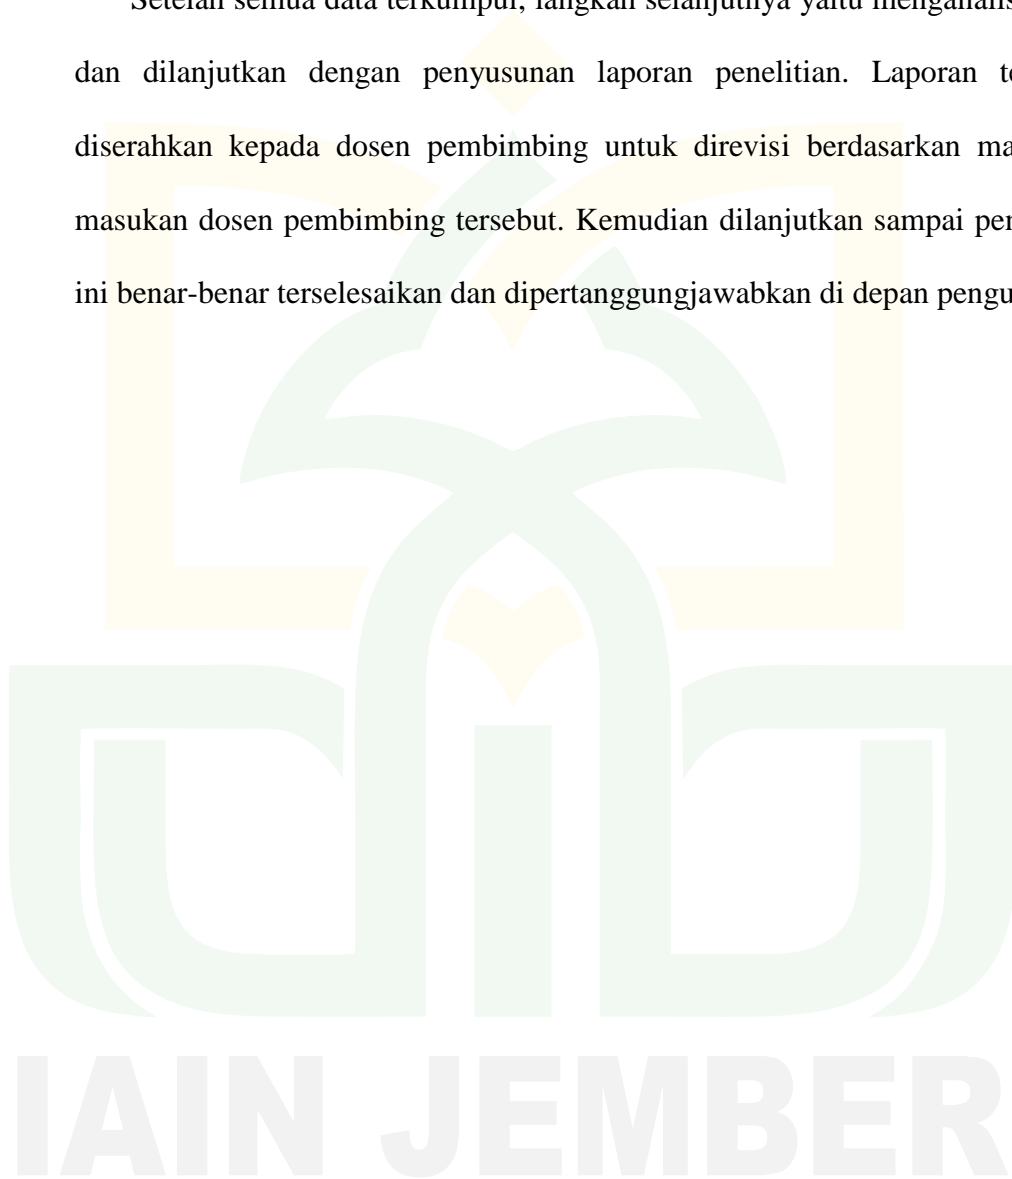 Setelah semua data terkumpul, langkah selanjutnya yaitu menganalis
dan dilanjutkan dengan penyusunan laporan penelitian. Laporan te
diserahkan kepada dosen pembimbing untuk direvisi berdasarkan ma
masukan dosen pembimbing tersebut. Kemudian dilanjutkan sampai pen
ini benar-benar terselesaikan dan dipertanggungjawabkan di depan pengu
IAIN JEMBER